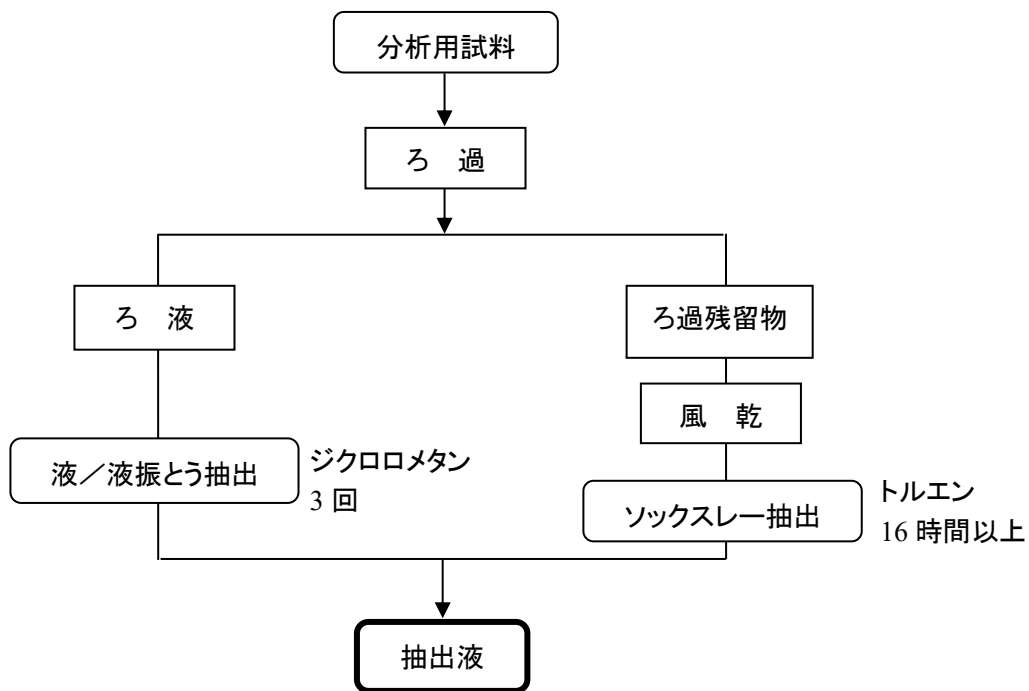 分析用試料
ろ　過
ろ　液
ろ過残留物
風　乾
液／液振とう抽出
ジクロロメタン
3 回
ソックスレー抽出
トルエン
16 時間以上
抽出液